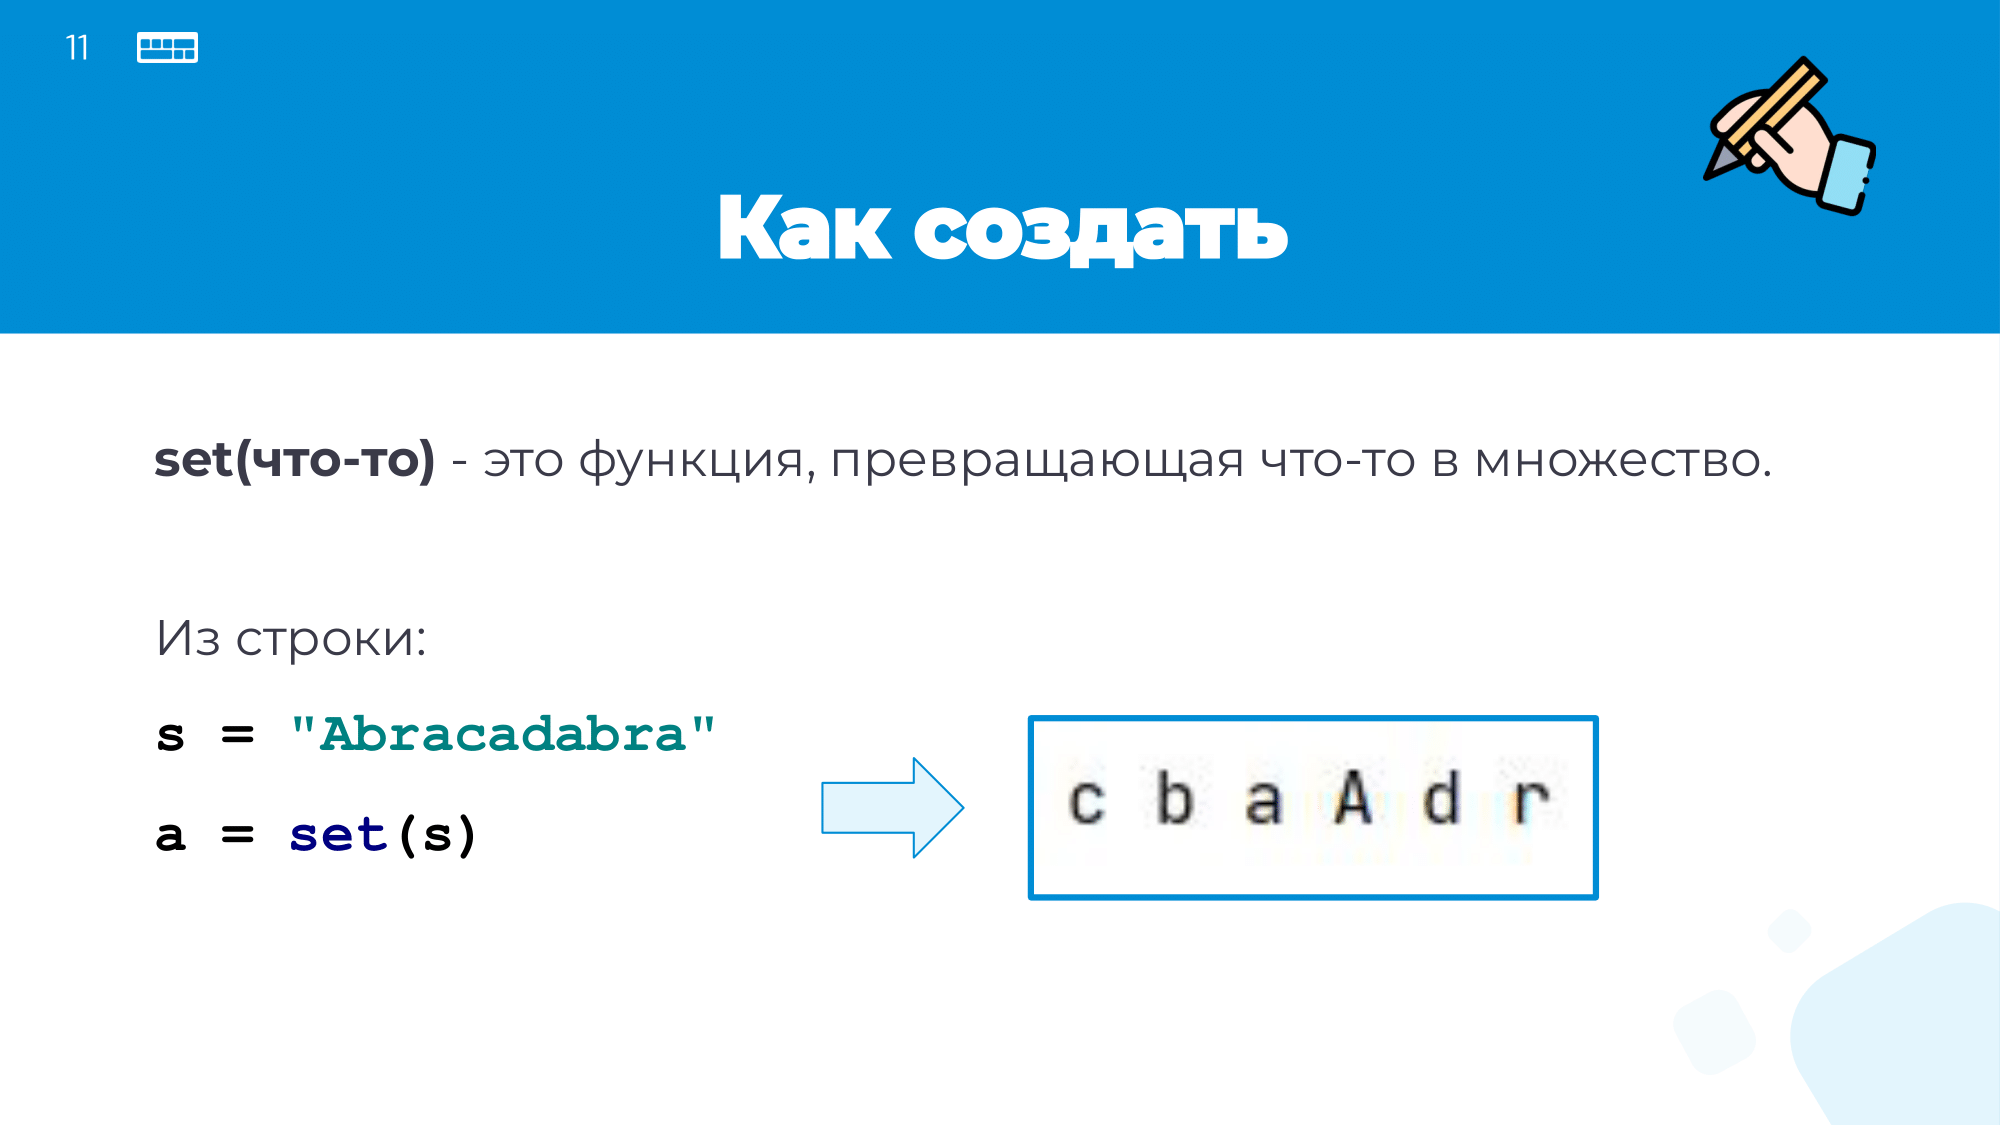 11
Как создать
set(что-то) - это функция, превращающая что-то в множество.
Из строки:
s = "Abracadabra"
a = set(s)
c b a A d r